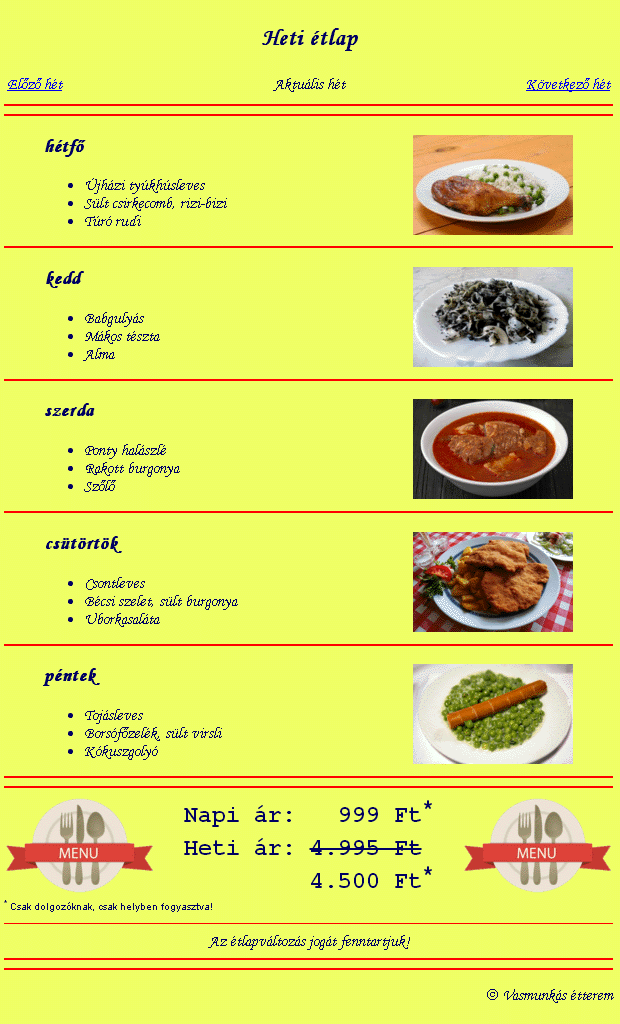 Heti étlap
Előző hét Aktuális hét Következő hét
hétfő
Újházi tyúkhúsleves
Sült csirkecomb, rizi-bizi
Túró rudi
kedd
Babgulyás
Mákos tészta
Alma
szerda
Ponty halászlé
Rakott burgonya
Szőlő
csütörtök
Csontleves
Bécsi szelet, sült burgonya
Uborkasaláta
péntek
Tojásleves
Borsófőzelék, sült virsli
Kókuszgolyó
MENU
Napi ár: 999 Ft*
Heti ár: 4.995 Ft
4.500 Ft*
MENU
* Csak dolgozóknak, csak helyben fogyasztva!
Az étlapváltozás jogát fenntartjuk!
© Vasmunkás étterem